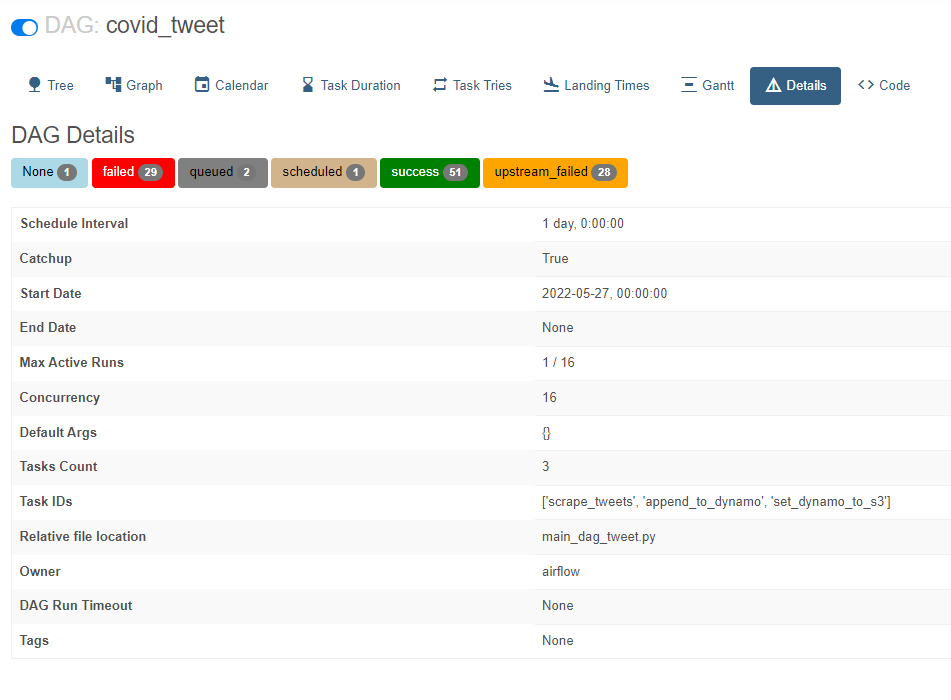 DAG: covid_tweet
Tree Graph Calendar Task Duration Task Tries Landing Times Gantt Details <> Code
DAG Details
None 1 failed 29 queued 2 scheduled 1 success 51 upstream_failed 28
Schedule Interval 1 day, 0:00:00
Catchup True
Start Date 2022-05-27, 00:00:00
End Date None
Max Active Runs 1 / 16
Concurrency 16
Default Args {}
Tasks Count 3
Task IDs ['scrape_tweets', 'append_to_dynamo', 'set_dynamo_to_s3']
Relative file location main_dag_tweet.py
Owner airflow
DAG Run Timeout None
Tags None